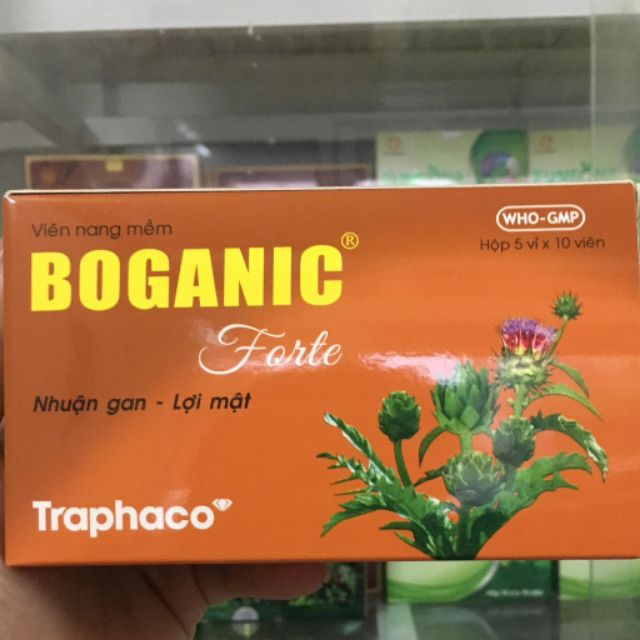 Viên nang mềm
WHO-GMP
Hộp 5 vỉ x 10 viên
BOGANIC®
Forte
Nhuận gan - Lợi mật
Traphaco